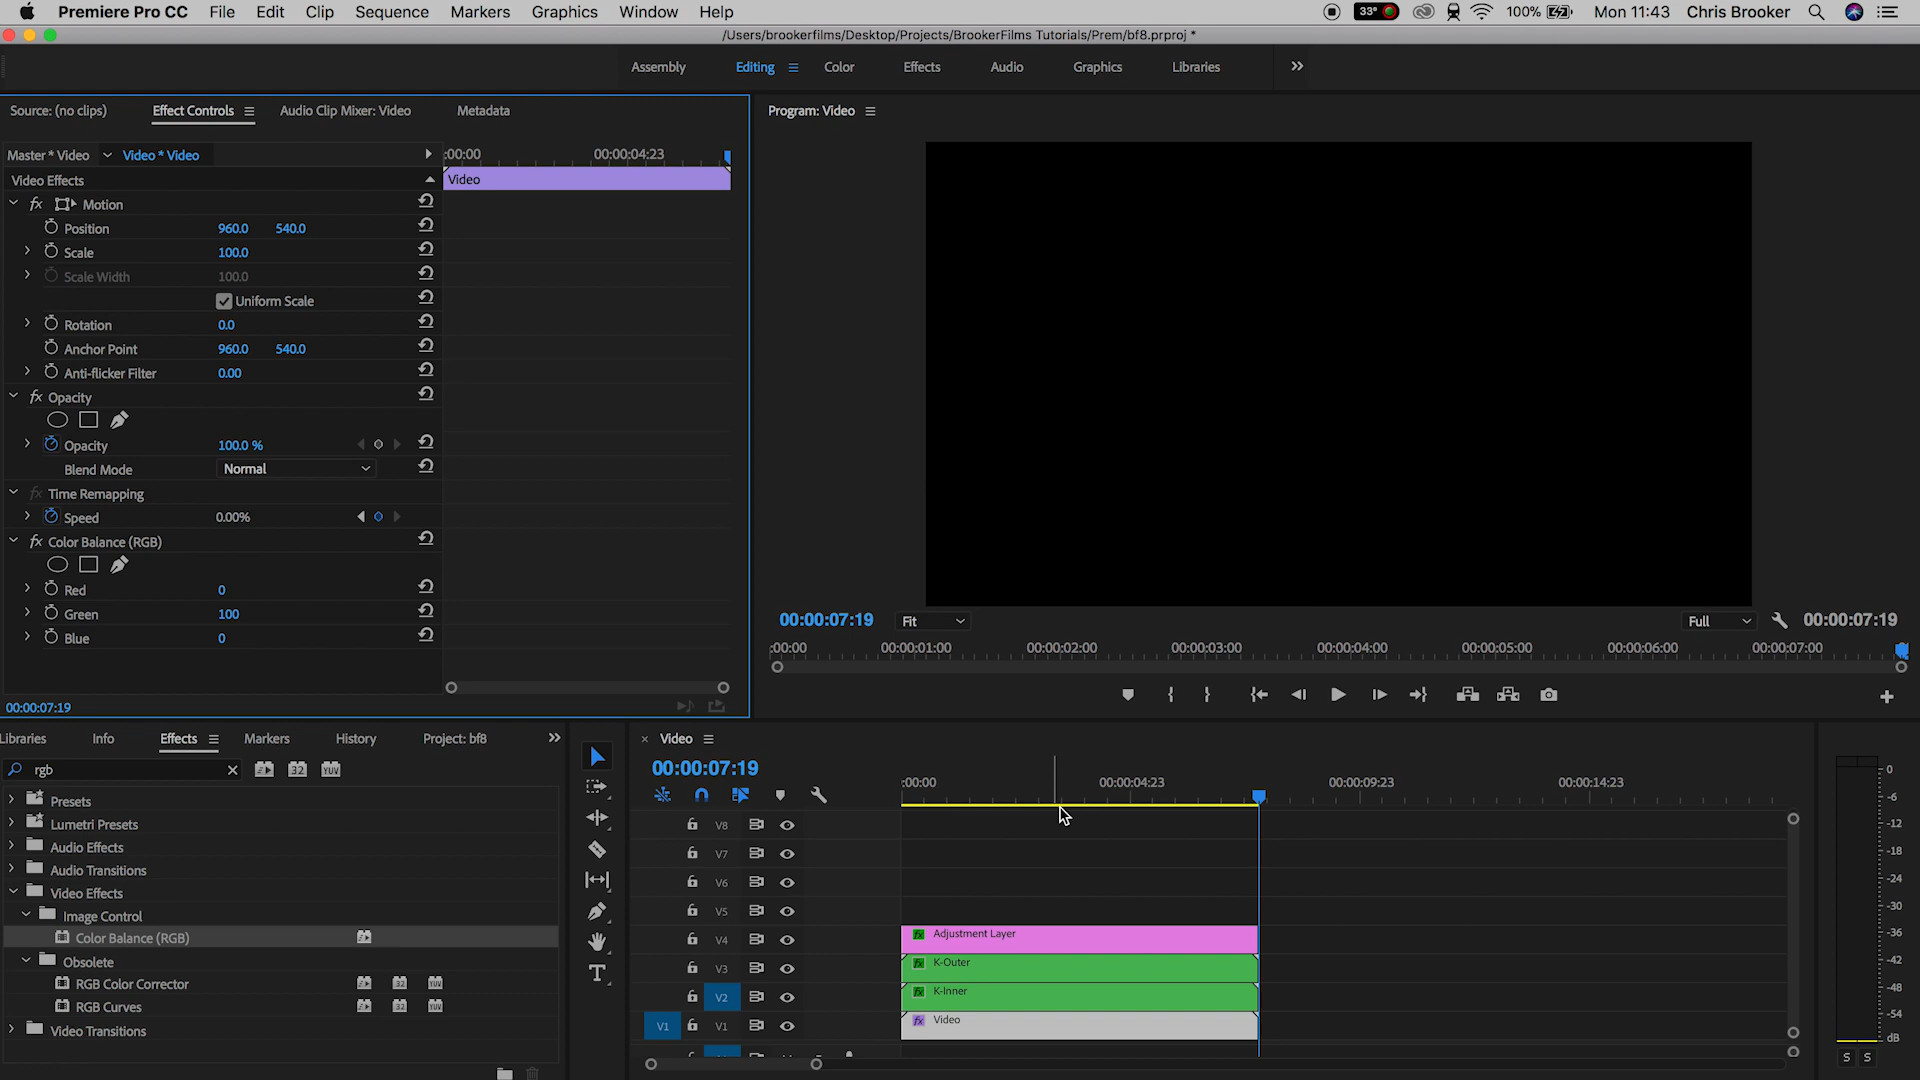 Premiere Pro CC File Edit Clip Sequence Markers Graphics Window Help 33° 100% Mon 11:43 Chris Brooker
/Users/brookerfilms/Desktop/Projects/BrookerFilms Tutorials/Prem/bf8.prproj *
Assembly Editing Color Effects Audio Graphics Libraries
Source: (no clips) Effect Controls Audio Clip Mixer: Video Metadata
Program: Video
Master * Video Video * Video
:00:00 00:00:04:23
Video Effects
Video
fx Motion
Position 960.0 540.0
Scale 100.0
Scale Width 100.0
Uniform Scale
Rotation 0.0
Anchor Point 960.0 540.0
Anti-flicker Filter 0.00
fx Opacity
Opacity 100.0 %
Blend Mode Normal
fx Time Remapping
Speed 0.00%
fx Color Balance (RGB)
Red 0
Green 100
Blue 0
00:00:07:19
00:00:07:19 Fit Full 00:00:07:19
:00:00 00:00:01:00 00:00:02:00 00:00:03:00 00:00:04:00 00:00:05:00 00:00:06:00 00:00:07:00
Libraries Info Effects Markers History Project: bf8
rgb 32 YUV
Presets
Lumetri Presets
Audio Effects
Audio Transitions
Video Effects
Image Control
Color Balance (RGB)
Obsolete
RGB Color Corrector 32 YUV
RGB Curves 32 YUV
Video Transitions
× Video
00:00:07:19
:00:00 00:00:04:23 00:00:09:23 00:00:14:23
V8
V7
V6
V5
V4 fx Adjustment Layer
V3 fx K-Outer
V2 fx K-Inner
V1 V1 fx Video
0
-6
-12
-18
-24
-30
-36
-42
-48
-54
dB
S S